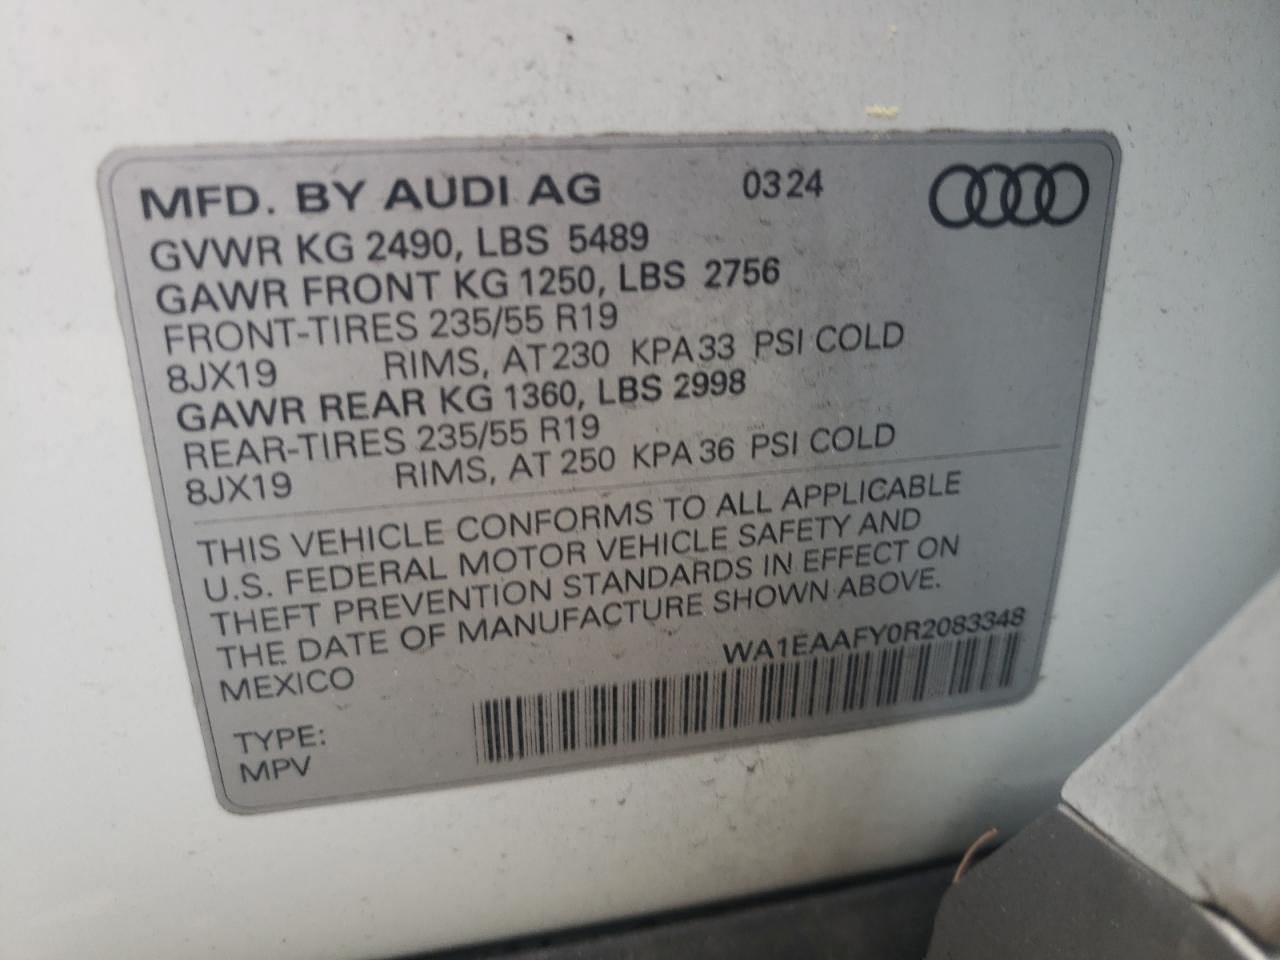 MFD. BY AUDI AG 0324
GVWR KG 2490, LBS 5489
GAWR FRONT KG 1250, LBS 2756
FRONT-TIRES 235/55 R19
8JX19 RIMS, AT 230 KPA 33 PSI COLD
GAWR REAR KG 1360, LBS 2998
REAR-TIRES 235/55 R19
8JX19 RIMS, AT 250 KPA 36 PSI COLD
THIS VEHICLE CONFORMS TO ALL APPLICABLE
U.S. FEDERAL MOTOR VEHICLE SAFETY AND
THEFT PREVENTION STANDARDS IN EFFECT ON
THE DATE OF MANUFACTURE SHOWN ABOVE.
MEXICO WA1EAAFY0R2083348
TYPE:
MPV